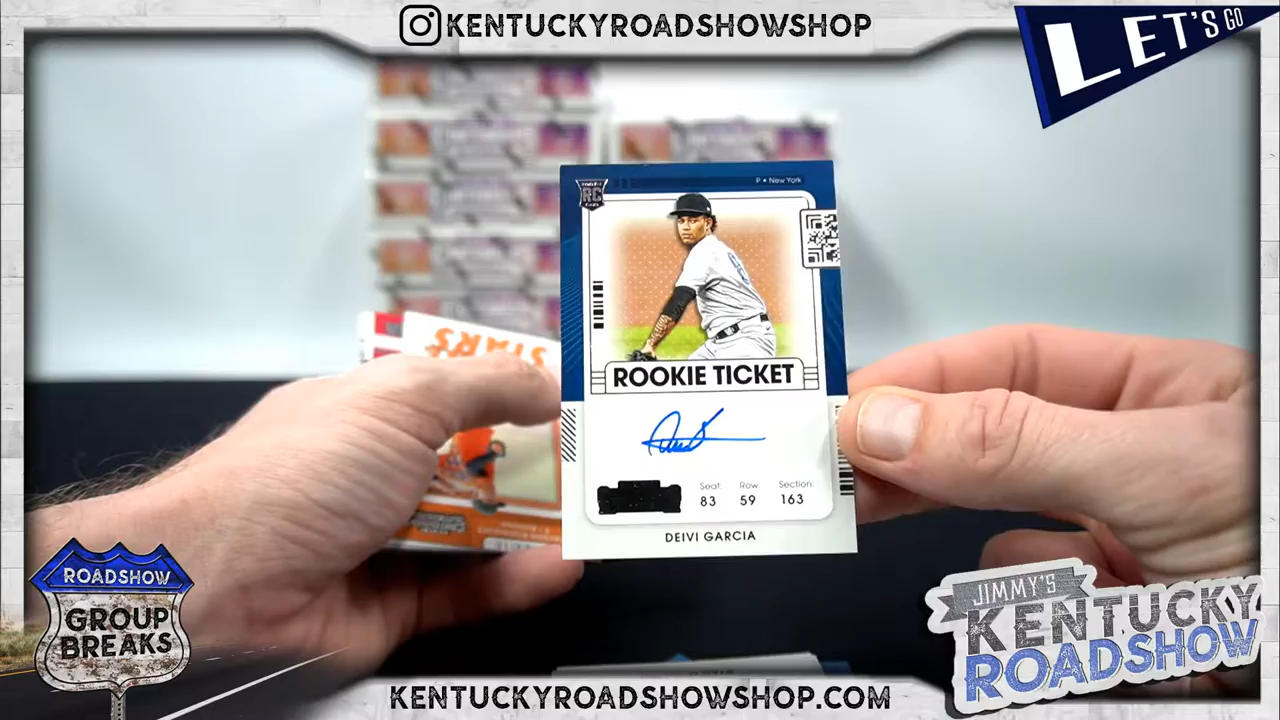 KENTUCKYROADSHOWSHOP
LET'S GO
RC
P • New York
STARS
ROOKIE TICKET
Seat: Row: Section:
83 59 163
DEIVI GARCIA
ROADSHOW
GROUP
BREAKS
JIMMY'S
KENTUCKY
ROADSHOW
KENTUCKYROADSHOWSHOP.COM